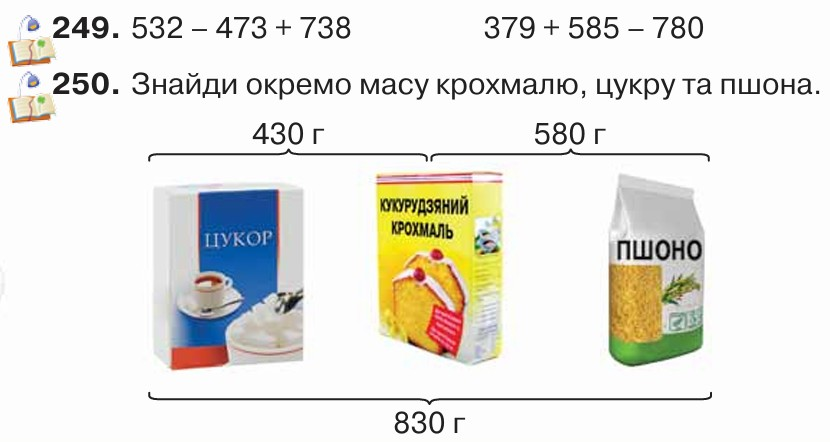 249. 532 – 473 + 738 379 + 585 – 780
250. Знайди окремо масу крохмалю, цукру та пшона.
430 г 580 г
ЦУКОР
КУКУРУДЗЯНИЙ
КРОХМАЛЬ
ПШОНО
830 г